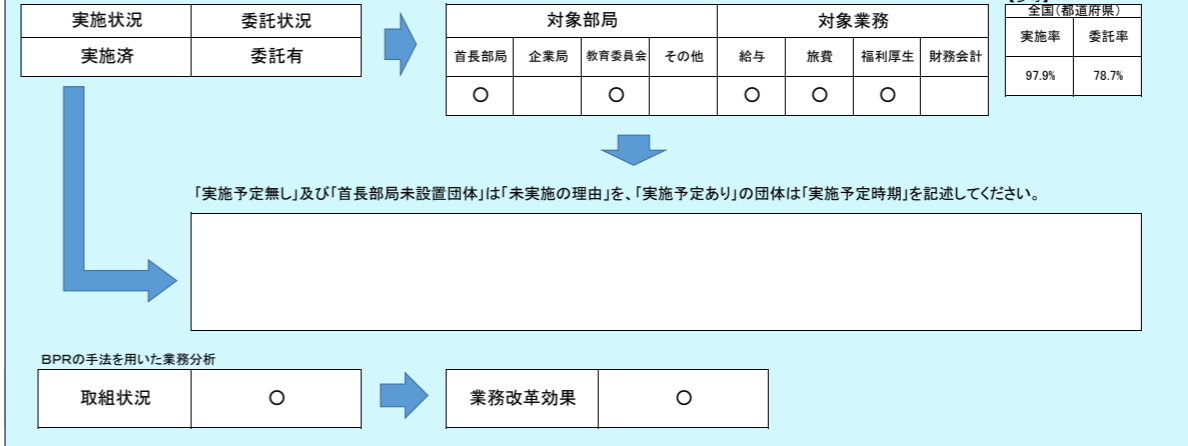 【参考】
全国(都道府県)
実施状況 委託状況 対象部局 対象業務 実施率 委託率
実施済 委託有 首長部局 企業局 教育委員会 その他 給与 旅費 福利厚生 財務会計
97.9% 78.7%
〇 〇 〇 〇 〇
「実施予定無し」及び「首長部局未設置団体」は「未実施の理由」を、「実施予定あり」の団体は「実施予定時期」を記述してください。
BPRの手法を用いた業務分析
取組状況 〇 業務改革効果 〇